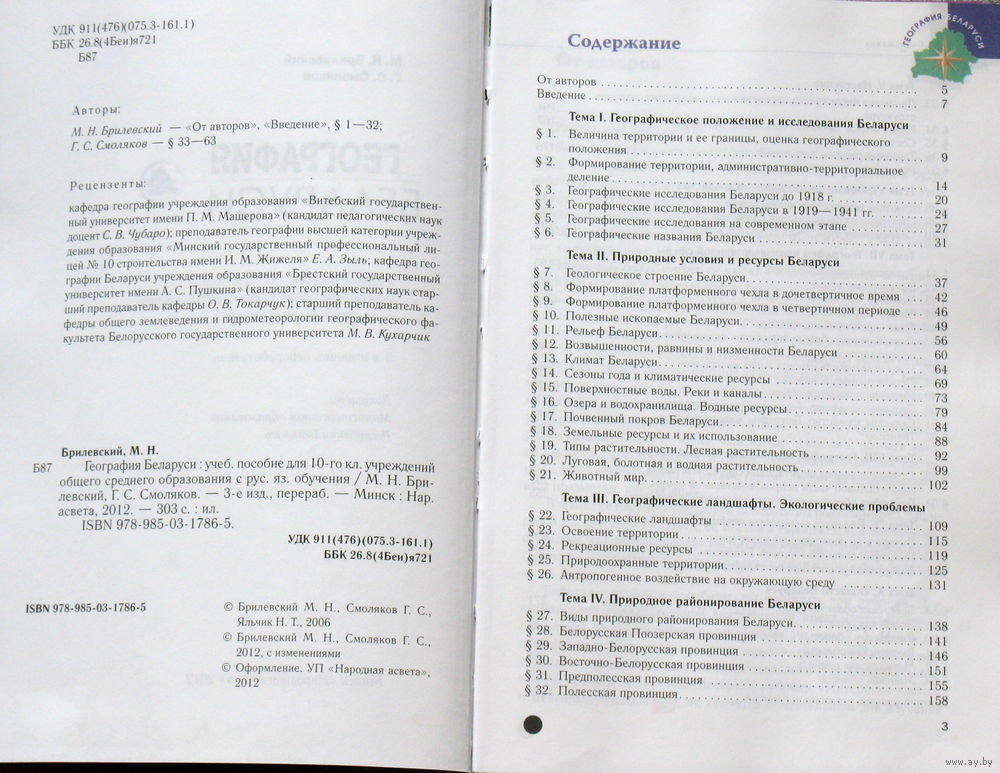 УДК 911(476)(075.3-161.1)
ББК 26.8(4Беи)я721
Б87
Авторы:
М. Н. Брилевский — «От авторов», «Введение», § 1—32;
Г. С. Смоляков — § 33—63
Рецензенты:
кафедра географии учреждения образования «Витебский государствен-
ный университет имени П. М. Машерова» (кандидат педагогических наук
доцент С. В. Чубаро); преподаватель географии высшей категории учреж-
дения образования «Минский государственный профессиональный ли-
цей № 10 строительства имени И. М. Жижеля» Е. А. Зыль; кафедра гео-
графии Беларуси учреждения образования «Брестский государственный
университет имени А. С. Пушкина» (кандидат географических наук стар-
ший преподаватель кафедры О. В. Токарчук); старший преподаватель ка-
федры общего землеведения и гидрометеорологии географического фа-
культета Белорусского государственного университета М. В. Кухарчик
Брилевский, М. Н.
Б87 География Беларуси : учеб. пособие для 10-го кл. учреждений
общего среднего образования с рус. яз. обучения / М. Н. Бри-
левский, Г. С. Смоляков. — 3-е изд., перераб. — Минск : Нар.
асвета, 2012. — 303 с. : ил.
ISBN 978-985-03-1786-5.
УДК 911(476)(075.3-161.1)
ББК 26.8(4Беи)я721
ISBN 978-985-03-1786-5
© Брилевский М. Н., Смоляков Г. С.,
Яльчик Н. Т., 2006
© Брилевский М. Н., Смоляков Г. С.,
2012, с изменениями
© Оформление. УП «Народная асвета»,
2012
ГЕОГРАФИЯ БЕЛАРУСИ
Содержание
От авторов 5
Введение 7
Тема I. Географическое положение и исследования Беларуси
§ 1. Величина территории и ее границы, оценка географического
положения 9
§ 2. Формирование территории, административно-территориальное
деление 14
§ 3. Географические исследования Беларуси до 1918 г. 20
§ 4. Географические исследования Беларуси в 1919—1941 гг. 24
§ 5. Географические исследования на современном этапе 27
§ 6. Географические названия Беларуси 31
Тема II. Природные условия и ресурсы Беларуси
§ 7. Геологическое строение Беларуси 37
§ 8. Формирование платформенного чехла в дочетвертичное время 42
§ 9. Формирование платформенного чехла в четвертичном периоде 46
§ 10. Полезные ископаемые Беларуси 49
§ 11. Рельеф Беларуси 56
§ 12. Возвышенности, равнины и низменности Беларуси 60
§ 13. Климат Беларуси 64
§ 14. Сезоны года и климатические ресурсы 69
§ 15. Поверхностные воды. Реки и каналы 73
§ 16. Озера и водохранилища. Водные ресурсы 79
§ 17. Почвенный покров Беларуси 84
§ 18. Земельные ресурсы и их использование 88
§ 19. Типы растительности. Лесная растительность 92
§ 20. Луговая, болотная и водная растительность 99
§ 21. Животный мир 102
Тема III. Географические ландшафты. Экологические проблемы
§ 22. Географические ландшафты 109
§ 23. Освоение территории 115
§ 24. Рекреационные ресурсы 119
§ 25. Природоохранные территории 125
§ 26. Антропогенное воздействие на окружающую среду 131
Тема IV. Природное районирование Беларуси
§ 27. Виды природного районирования Беларуси 138
§ 28. Белорусская Поозерская провинция 141
§ 29. Западно-Белорусская провинция 146
§ 30. Восточно-Белорусская провинция 151
§ 31. Предполесская провинция 155
§ 32. Полесская провинция 158
3
www.ay.by